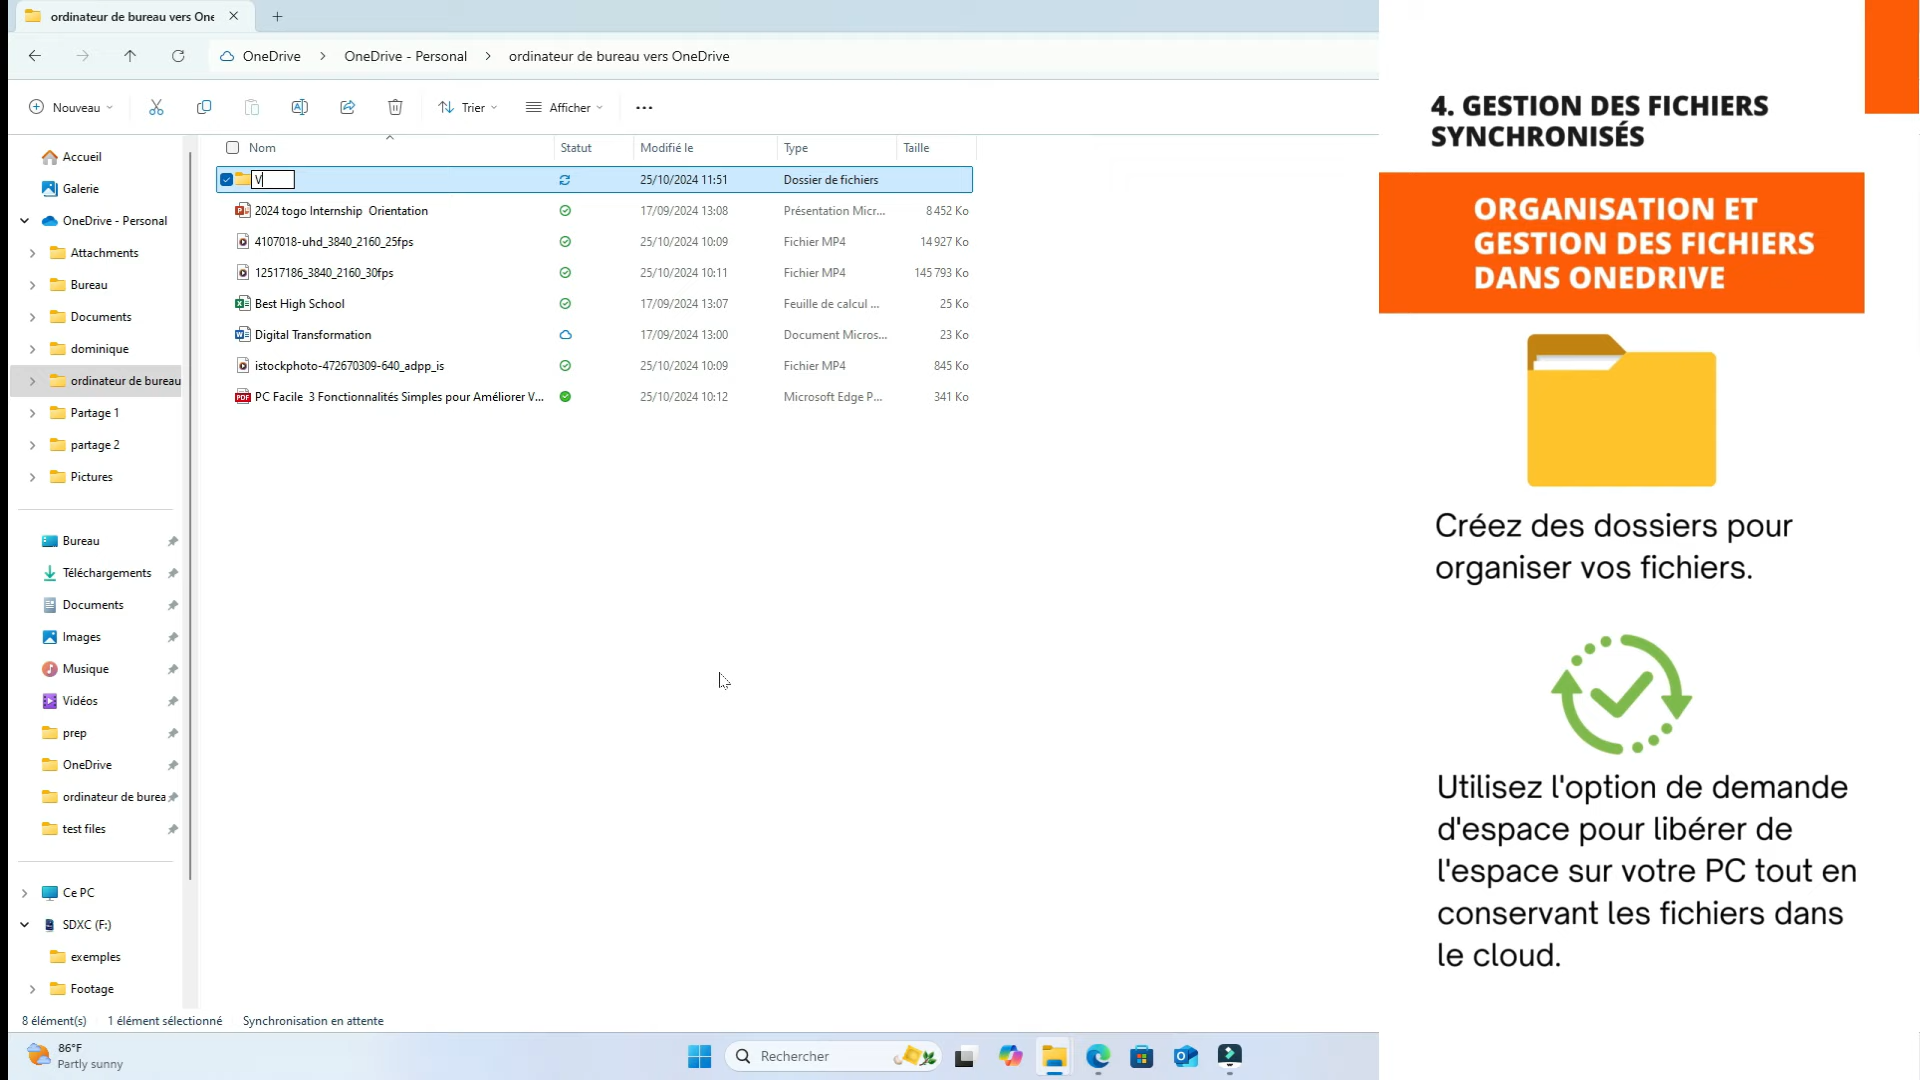 ordinateur de bureau vers One
OneDrive
OneDrive - Personal
ordinateur de bureau vers OneDrive
Nouveau
Trier
Afficher
Nom
Statut
Modifié le
Type
Taille
V
25/10/2024 11:51
Dossier de fichiers
2024 togo Internship Orientation
17/09/2024 13:08
Présentation Micr...
8 452 Ko
4107018-uhd_3840_2160_25fps
25/10/2024 10:09
Fichier MP4
14 927 Ko
12517186_3840_2160_30fps
25/10/2024 10:11
Fichier MP4
145 793 Ko
Best High School
17/09/2024 13:07
Feuille de calcul ...
25 Ko
Digital Transformation
17/09/2024 13:00
Document Micros...
23 Ko
istockphoto-472670309-640_adpp_is
25/10/2024 10:09
Fichier MP4
845 Ko
PC Facile 3 Fonctionnalités Simples pour Améliorer V...
25/10/2024 10:12
Microsoft Edge P...
341 Ko
Accueil
Galerie
OneDrive - Personal
Attachments
Bureau
Documents
dominique
ordinateur de bureau
Partage 1
partage 2
Pictures
Bureau
Téléchargements
Documents
Images
Musique
Vidéos
prep
OneDrive
ordinateur de burea
test files
Ce PC
SDXC (F:)
exemples
Footage
8 élément(s)
1 élément sélectionné
Synchronisation en attente
86°F
Partly sunny
Rechercher
4. GESTION DES FICHIERS
SYNCHRONISÉS
ORGANISATION ET
GESTION DES FICHIERS
DANS ONEDRIVE
Créez des dossiers pour
organiser vos fichiers.
Utilisez l'option de demande
d'espace pour libérer de
l'espace sur votre PC tout en
conservant les fichiers dans
le cloud.